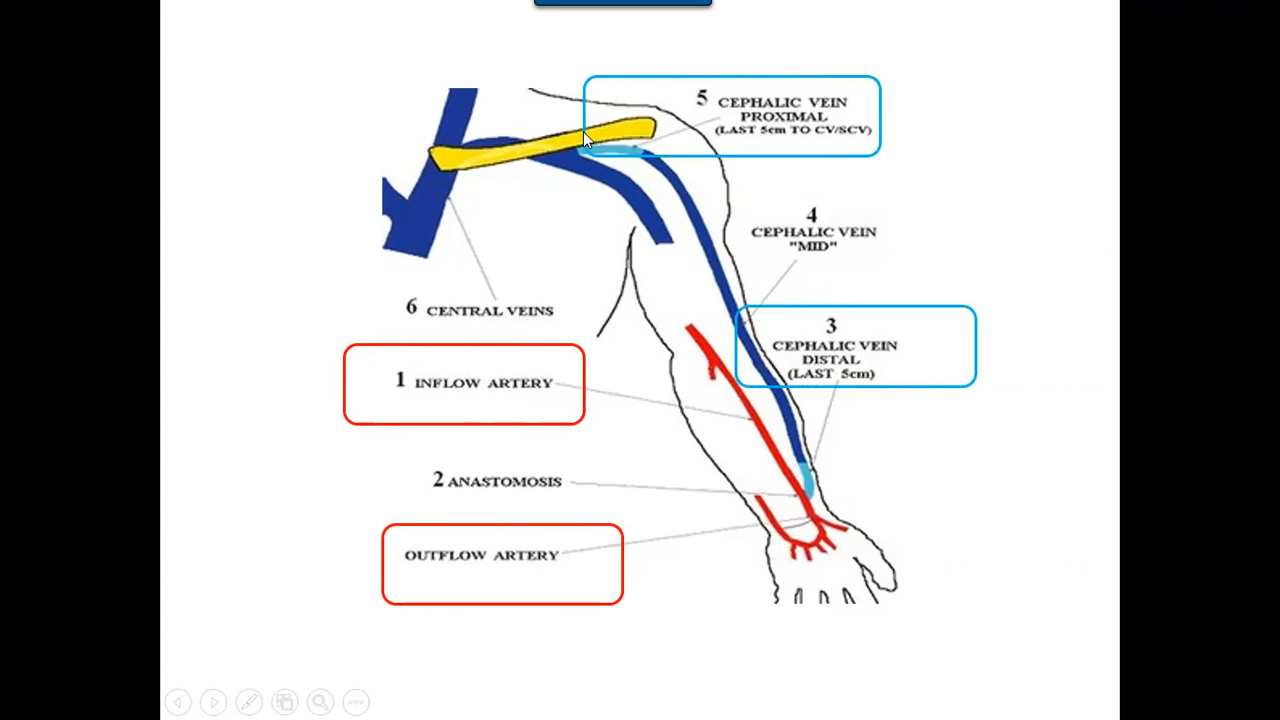 5 CEPHALIC VEIN
PROXIMAL
(LAST 5cm TO CV/SCV)
4
CEPHALIC VEIN
"MID"
6 CENTRAL VEINS
3
CEPHALIC VEIN
DISTAL
(LAST 5cm)
1 INFLOW ARTERY
2 ANASTOMOSIS
OUTFLOW ARTERY